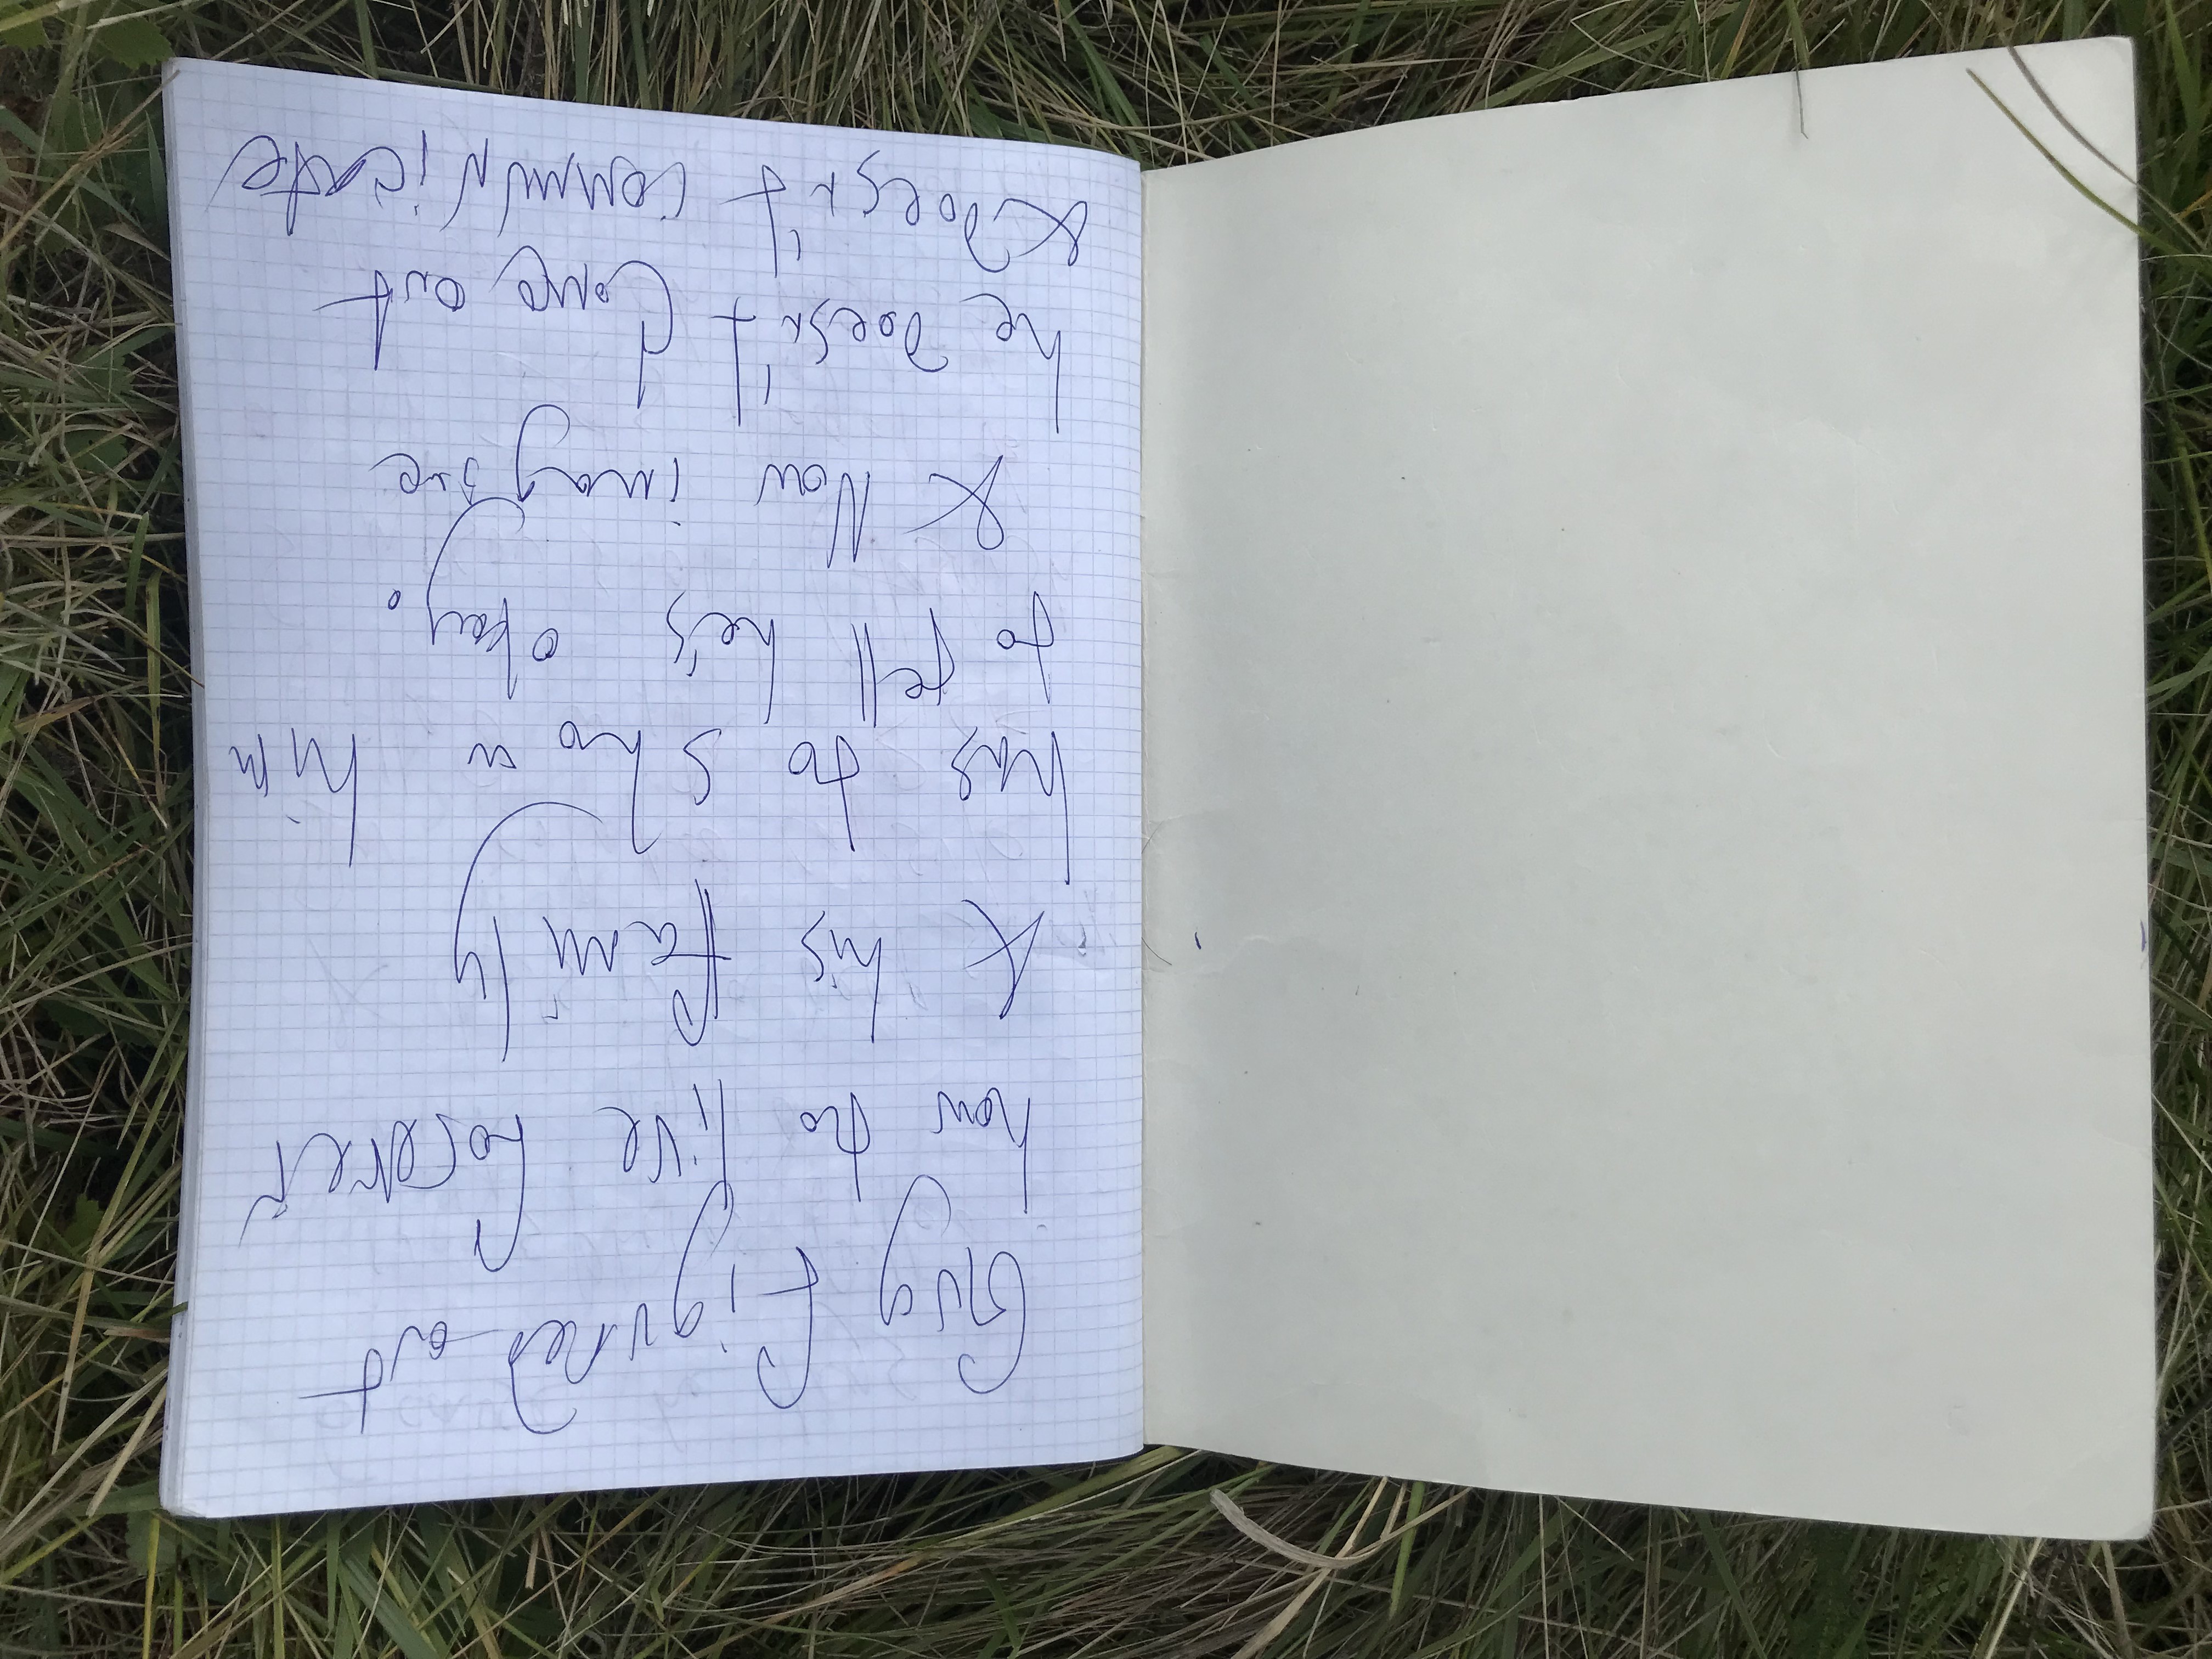 Guy figured out
how to live forever
& his family
has to show him
to tell he's okay.
& Now imagine
he doesn't come out
& doesn't communicate